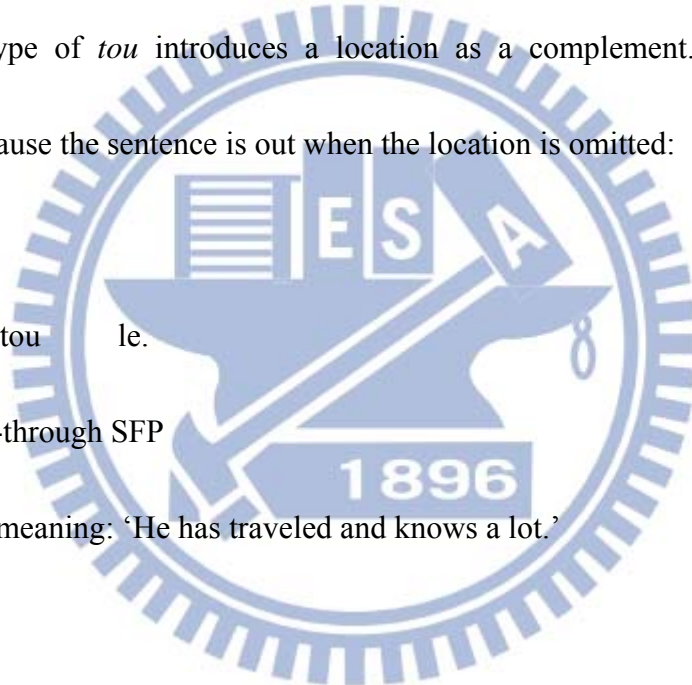 ype of tou introduces a location as a complement.
ause the sentence is out when the location is omitted:
E S A
tou le.
-through SFP
1896
meaning: ‘He has traveled and knows a lot.’